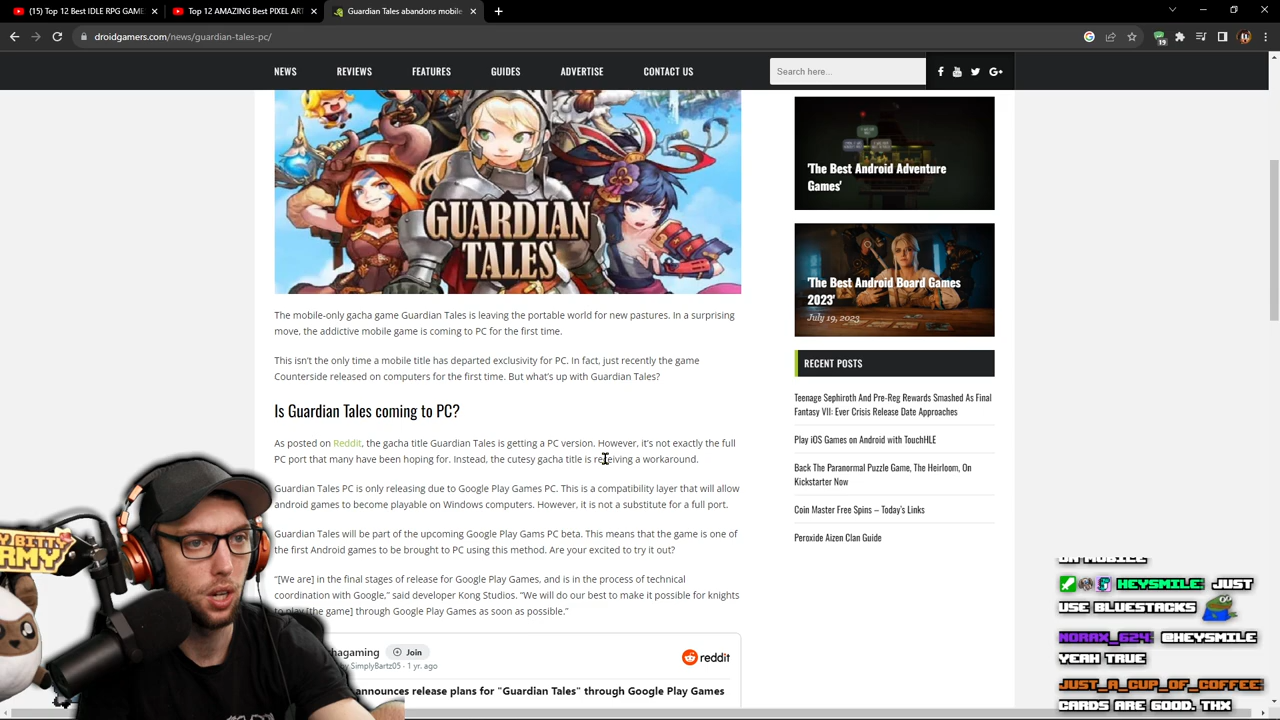 (15) Top 12 Best IDLE RPG GAME
Top 12 AMAZING Best PIXEL ART
Guardian Tales abandons mobile
droidgamers.com/news/guardian-tales-pc/
19
NEWS
REVIEWS
FEATURES
GUIDES
ADVERTISE
CONTACT US
Search here...
GUARDIAN
TALES
'The Best Android Adventure
Games'
'The Best Android Board Games
2023'
July 19, 2023
The mobile-only gacha game Guardian Tales is leaving the portable world for new pastures. In a surprising
move, the addictive mobile game is coming to PC for the first time.
This isn't the only time a mobile title has departed exclusivity for PC. In fact, just recently the game
Counterside released on computers for the first time. But what's up with Guardian Tales?
Is Guardian Tales coming to PC?
As posted on Reddit, the gacha title Guardian Tales is getting a PC version. However, it's not exactly the full
PC port that many have been hoping for. Instead, the cutesy gacha title is receiving a workaround.
Guardian Tales PC is only releasing due to Google Play Games PC. This is a compatibility layer that will allow
android games to become playable on Windows computers. However, it is not a substitute for a full port.
Guardian Tales will be part of the upcoming Google Play Gams PC beta. This means that the game is one of
the first Android games to be brought to PC using this method. Are your excited to try it out?
"[We are] in the final stages of release for Google Play Games, and is in the process of technical
coordination with Google," said developer Kong Studios. "We will do our best to make it possible for knights
to play [the game] through Google Play Games as soon as possible."
Join
by SimplyBartz05 · 1 yr. ago
reddit
announces release plans for "Guardian Tales" through Google Play Games
RECENT POSTS
Teenage Sephiroth And Pre-Reg Rewards Smashed As Final
Fantasy VII: Ever Crisis Release Date Approaches
Play iOS Games on Android with TouchHLE
Back The Paranormal Puzzle Game, The Heirloom, On
Kickstarter Now
Coin Master Free Spins – Today's Links
Peroxide Aizen Clan Guide
ON MOBILE
HEYSMILE: JUST
USE BLUESTACKS
NORAX_624: @HEYSMILE
YEAH TRUE
JUST_A_CUP_OF_COFFEE:
CARDS ARE GOOD. THX